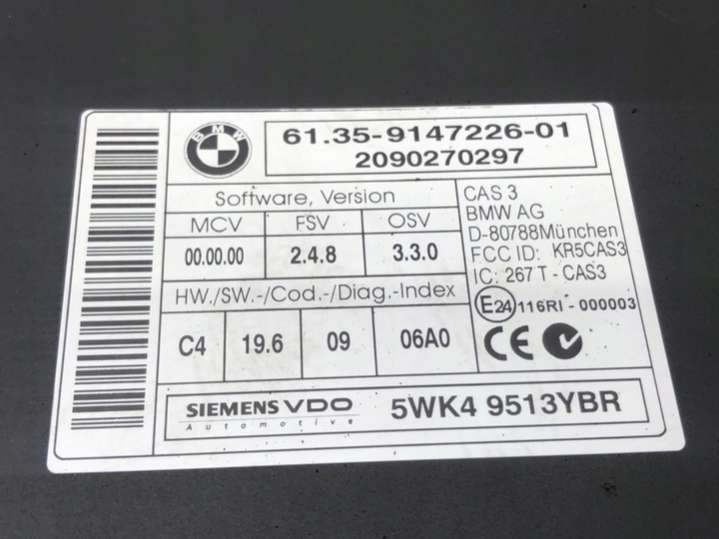 BMW
61.35-9147226-01
2090270297
Software, Version
MCV FSV OSV
00.00.00 2.4.8 3.3.0
HW./SW.-/Cod.-/Diag.-Index
C4 19.6 09 06A0
CAS 3
BMW AG
D-80788München
FCC ID: KR5CAS3
IC: 267 T - CAS3
E24 116RI - 000003
CE
SIEMENS VDO
Automotive
5WK4 9513YBR